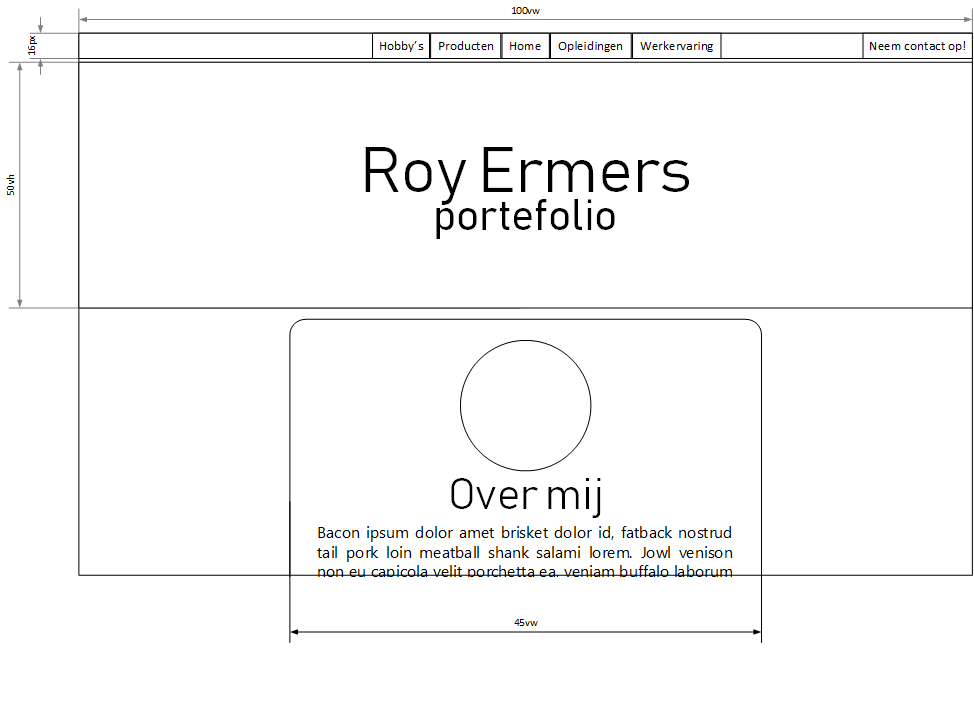 100vw
16px
Hobby's Producten Home Opleidingen Werkervaring Neem contact op!
50vh
Roy Ermers
portefolio
Over mij
Bacon ipsum dolor amet brisket dolor id, fatback nostrud
tail pork loin meatball shank salami lorem. Jowl venison
non eu capicola velit porchetta ea, veniam buffalo laborum
45vw